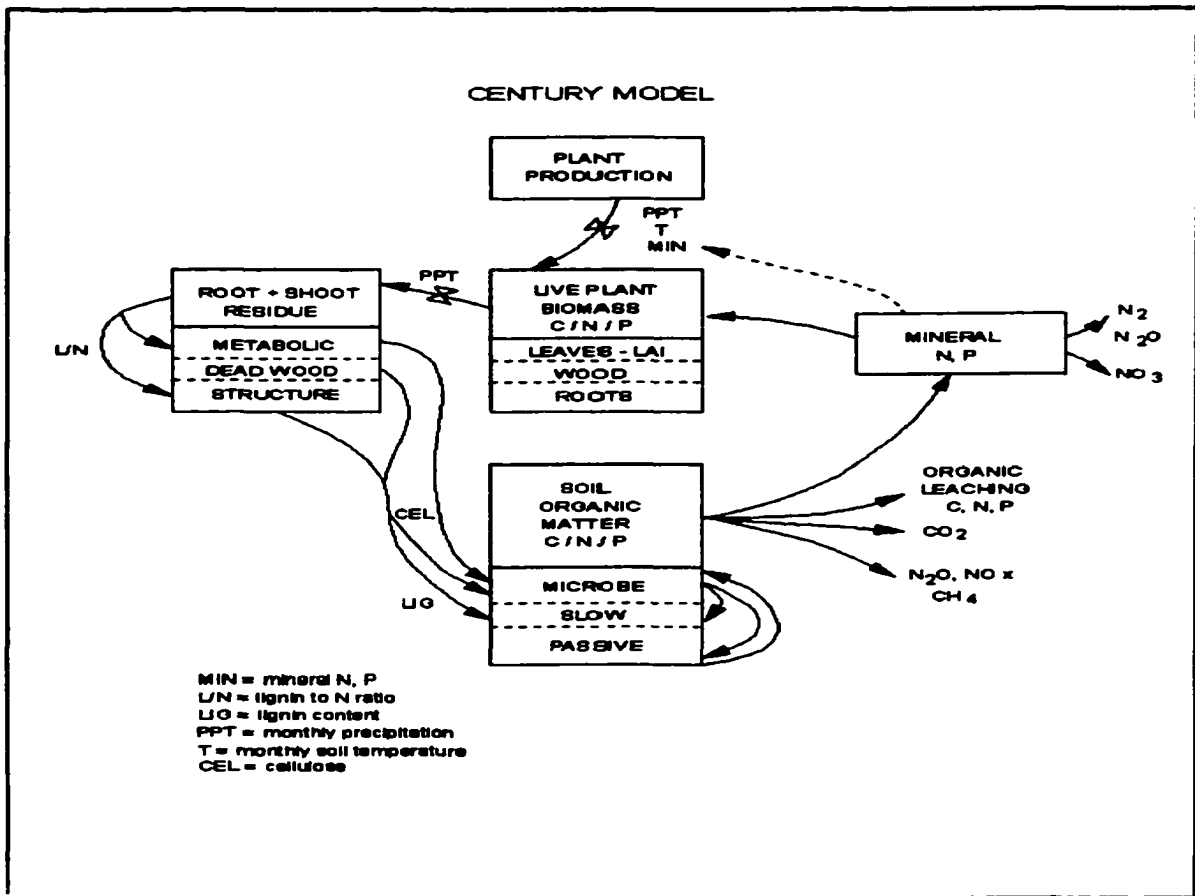 CENTURY MODEL
PLANT
PRODUCTION
PPT
T
MIN
PPT
ROOT + SHOOT
RESIDUE
METABOLIC
DEAD WOOD
STRUCTURE
L/N
LIVE PLANT
BIOMASS
C / N / P
LEAVES - LAI
WOOD
ROOTS
MINERAL
N, P
N2
N2O
NO3
SOIL
ORGANIC
MATTER
C / N / P
MICROBE
SLOW
PASSIVE
CEL
LIG
ORGANIC
LEACHING
C, N, P
CO2
N2O, NO x
CH4
MIN = mineral N, P
L/N = lignin to N ratio
LIG = lignin content
PPT = monthly precipitation
T = monthly soil temperature
CEL = cellulose